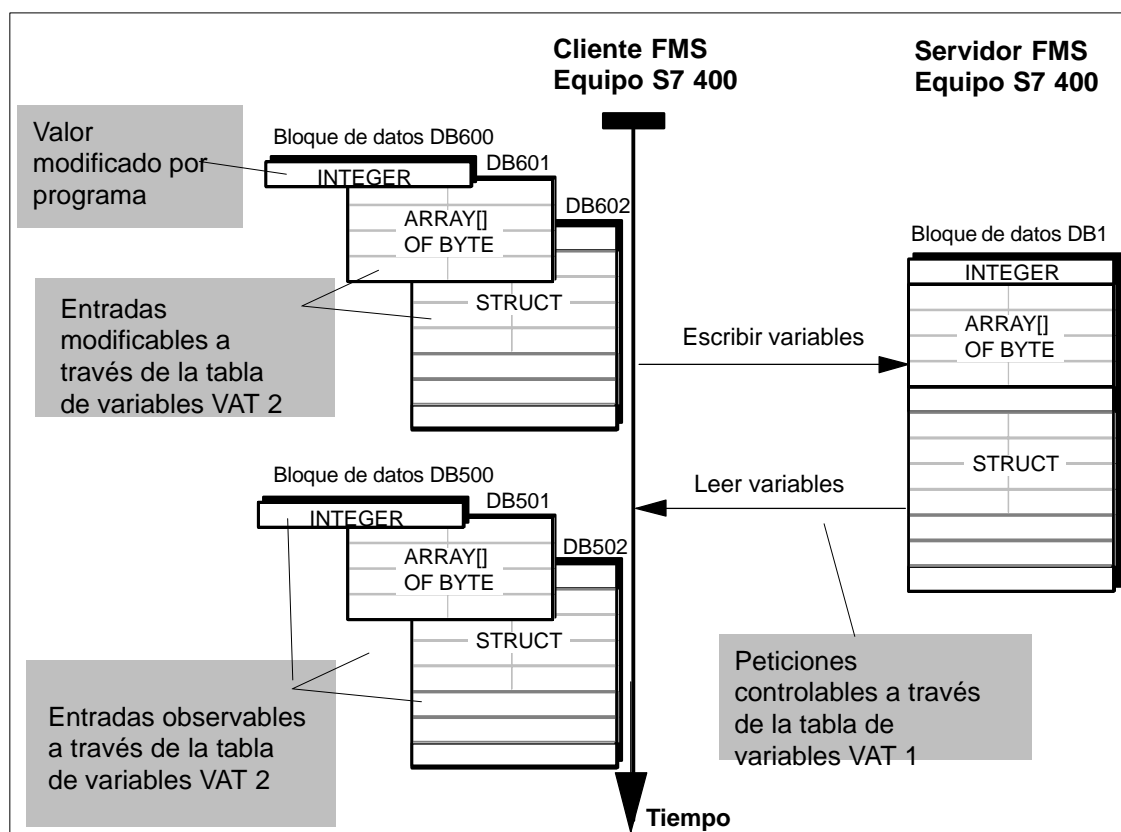 Cliente FMS
Equipo S7 400
Servidor FMS
Equipo S7 400
Valor
modificado por
programa
Bloque de datos DB600
INTEGER
DB601
ARRAY[]
OF BYTE
DB602
STRUCT
Entradas
modificables a
través de la tabla
de variables VAT 2
Bloque de datos DB1
INTEGER
ARRAY[]
OF BYTE
STRUCT
Escribir variables
Leer variables
Bloque de datos DB500
INTEGER
DB501
ARRAY[]
OF BYTE
DB502
STRUCT
Entradas observables
a través de la tabla
de variables VAT 2
Peticiones
controlables a través
de la tabla de
variables VAT 1
Tiempo